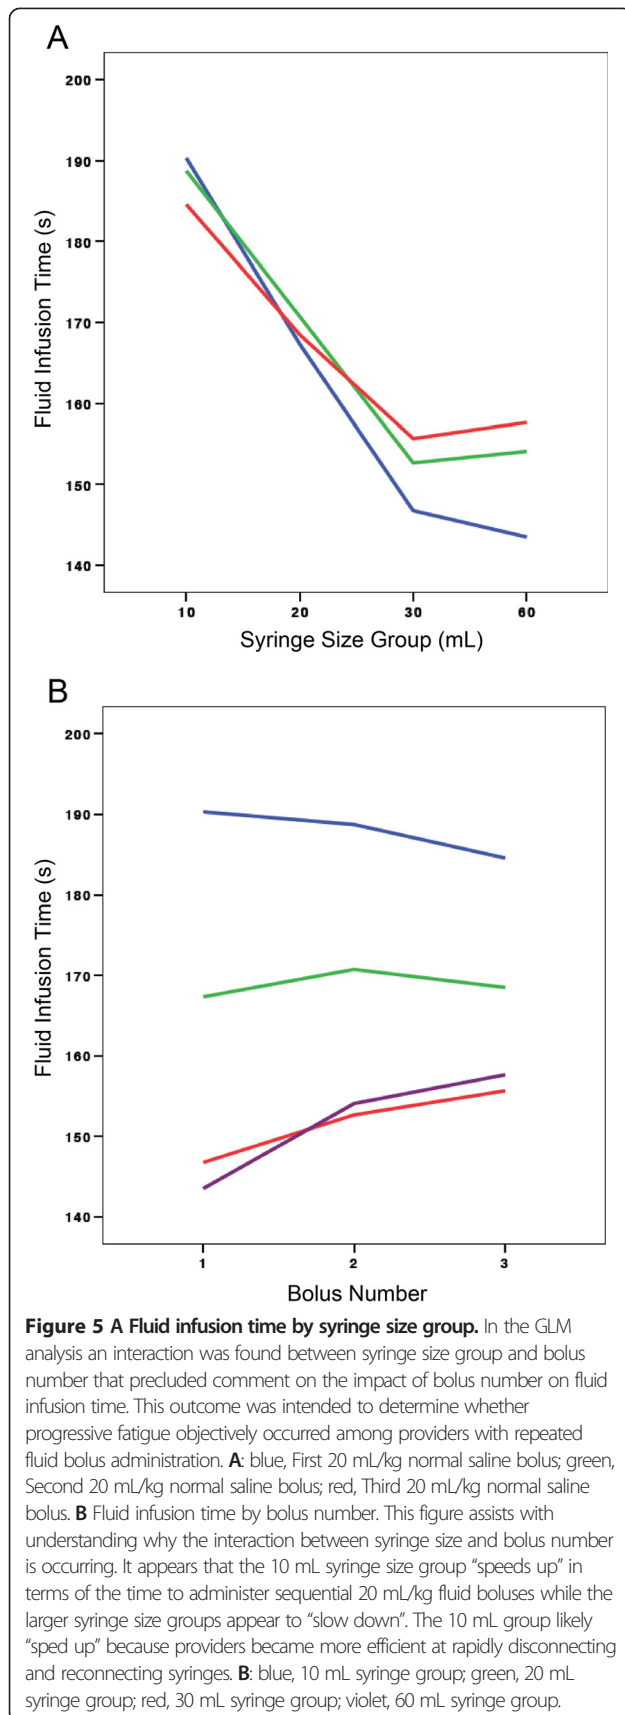 A
200
190
180
170
160
150
140
Fluid Infusion Time (s)
10 20 30 60
Syringe Size Group (mL)
B
200
190
180
170
160
150
140
Fluid Infusion Time (s)
1 2 3
Bolus Number
Figure 5 A Fluid infusion time by syringe size group. In the GLM
analysis an interaction was found between syringe size group and bolus
number that precluded comment on the impact of bolus number on fluid
infusion time. This outcome was intended to determine whether
progressive fatigue objectively occurred among providers with repeated
fluid bolus administration. A: blue, First 20 mL/kg normal saline bolus; green,
Second 20 mL/kg normal saline bolus; red, Third 20 mL/kg normal saline
bolus. B Fluid infusion time by bolus number. This figure assists with
understanding why the interaction between syringe size and bolus number
is occurring. It appears that the 10 mL syringe size group “speeds up” in
terms of the time to administer sequential 20 mL/kg fluid boluses while the
larger syringe size groups appear to “slow down”. The 10 mL group likely
“sped up” because providers became more efficient at rapidly disconnecting
and reconnecting syringes. B: blue, 10 mL syringe group; green, 20 mL
syringe group; red, 30 mL syringe group; violet, 60 mL syringe group.